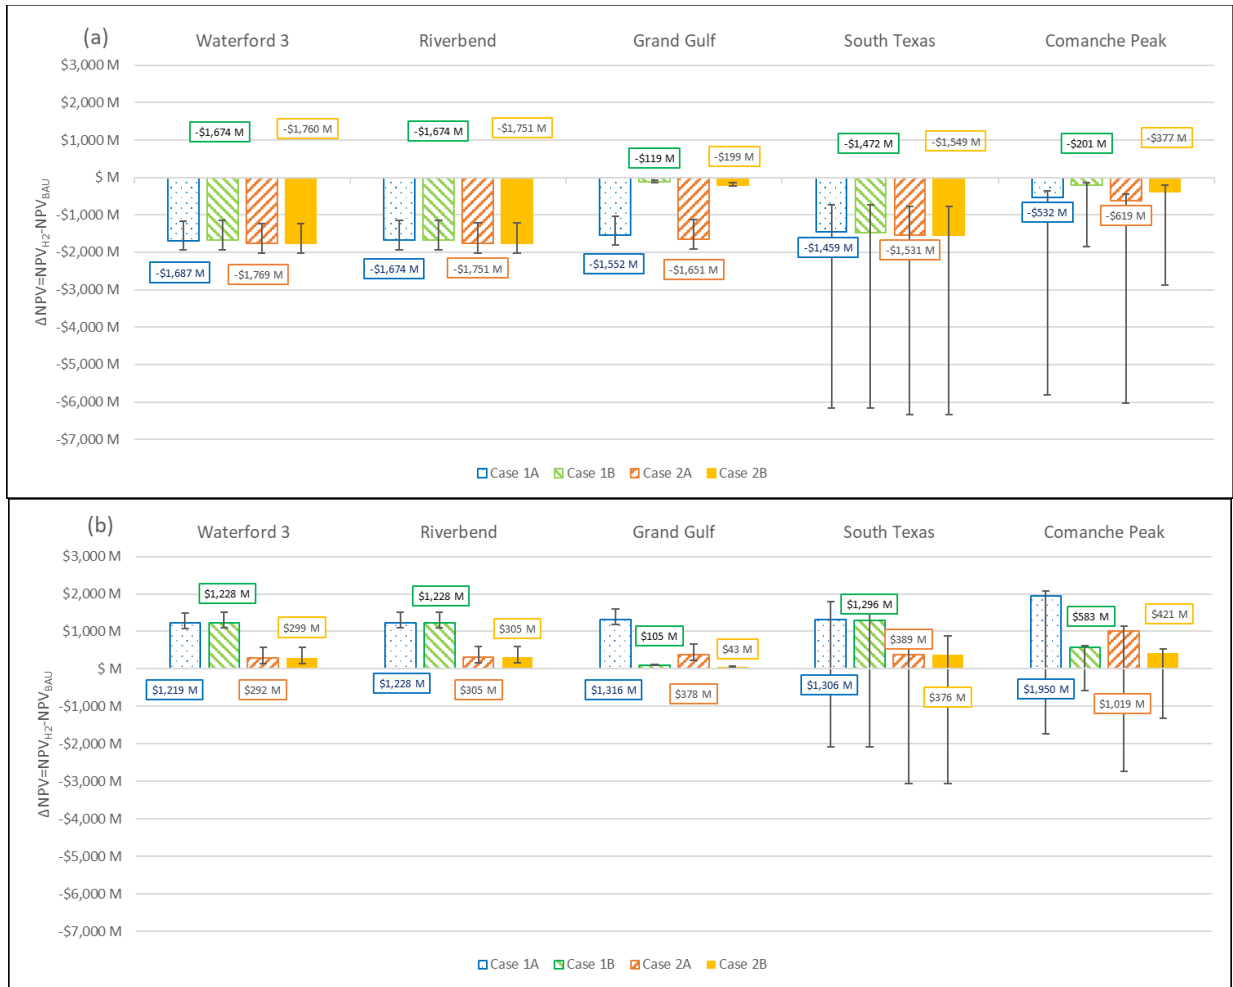 (a)
Waterford 3 Riverbend Grand Gulf South Texas Comanche Peak
ΔNPV=NPV_H2-NPV_BAU
$3,000 M
$2,000 M
$1,000 M
$ M
-$1,000 M
-$2,000 M
-$3,000 M
-$4,000 M
-$5,000 M
-$6,000 M
-$7,000 M
-$1,674 M -$1,760 M -$1,674 M -$1,751 M -$119 M -$199 M -$1,472 M -$1,549 M -$201 M -$377 M
-$1,687 M -$1,769 M -$1,674 M -$1,751 M -$1,552 M -$1,651 M -$1,459 M -$1,531 M -$532 M -$619 M
Case 1A Case 1B Case 2A Case 2B
(b)
Waterford 3 Riverbend Grand Gulf South Texas Comanche Peak
ΔNPV=NPV_H2-NPV_BAU
$3,000 M
$2,000 M
$1,000 M
$ M
-$1,000 M
-$2,000 M
-$3,000 M
-$4,000 M
-$5,000 M
-$6,000 M
-$7,000 M
$1,228 M $299 M $1,228 M $305 M $105 M $43 M $1,296 M $389 M $583 M $421 M
$1,219 M $292 M $1,228 M $305 M $1,316 M $378 M $1,306 M $376 M $1,950 M $1,019 M
Case 1A Case 1B Case 2A Case 2B